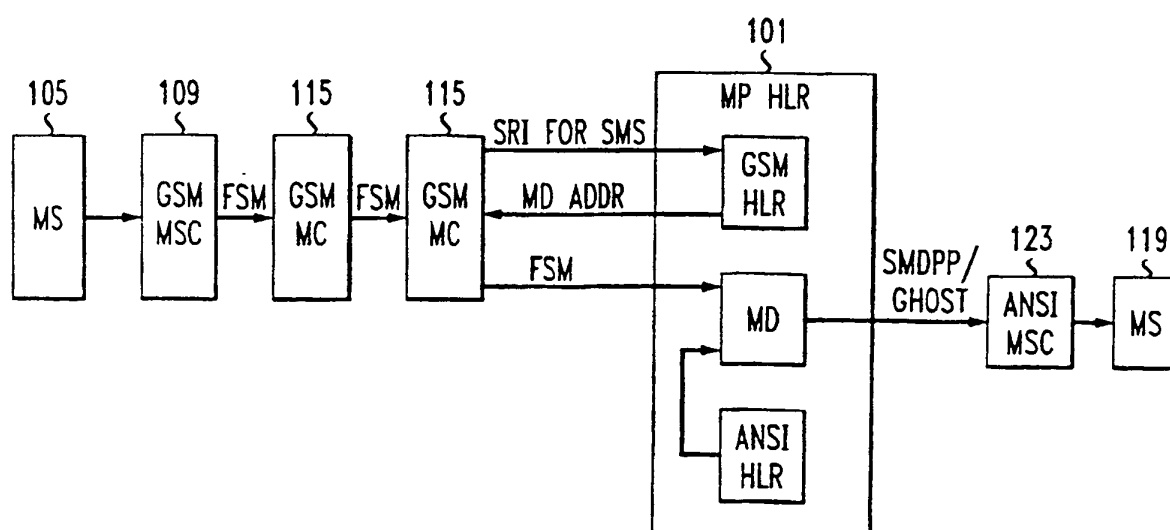 101
105
109
115
115
MP HLR
SRI FOR SMS
MS
GSM
MSC
FSM
GSM
MC
FSM
GSM
MC
MD ADDR
GSM
HLR
FSM
MD
SMDPP/
GHOST
123
ANSI
MSC
119
MS
ANSI
HLR